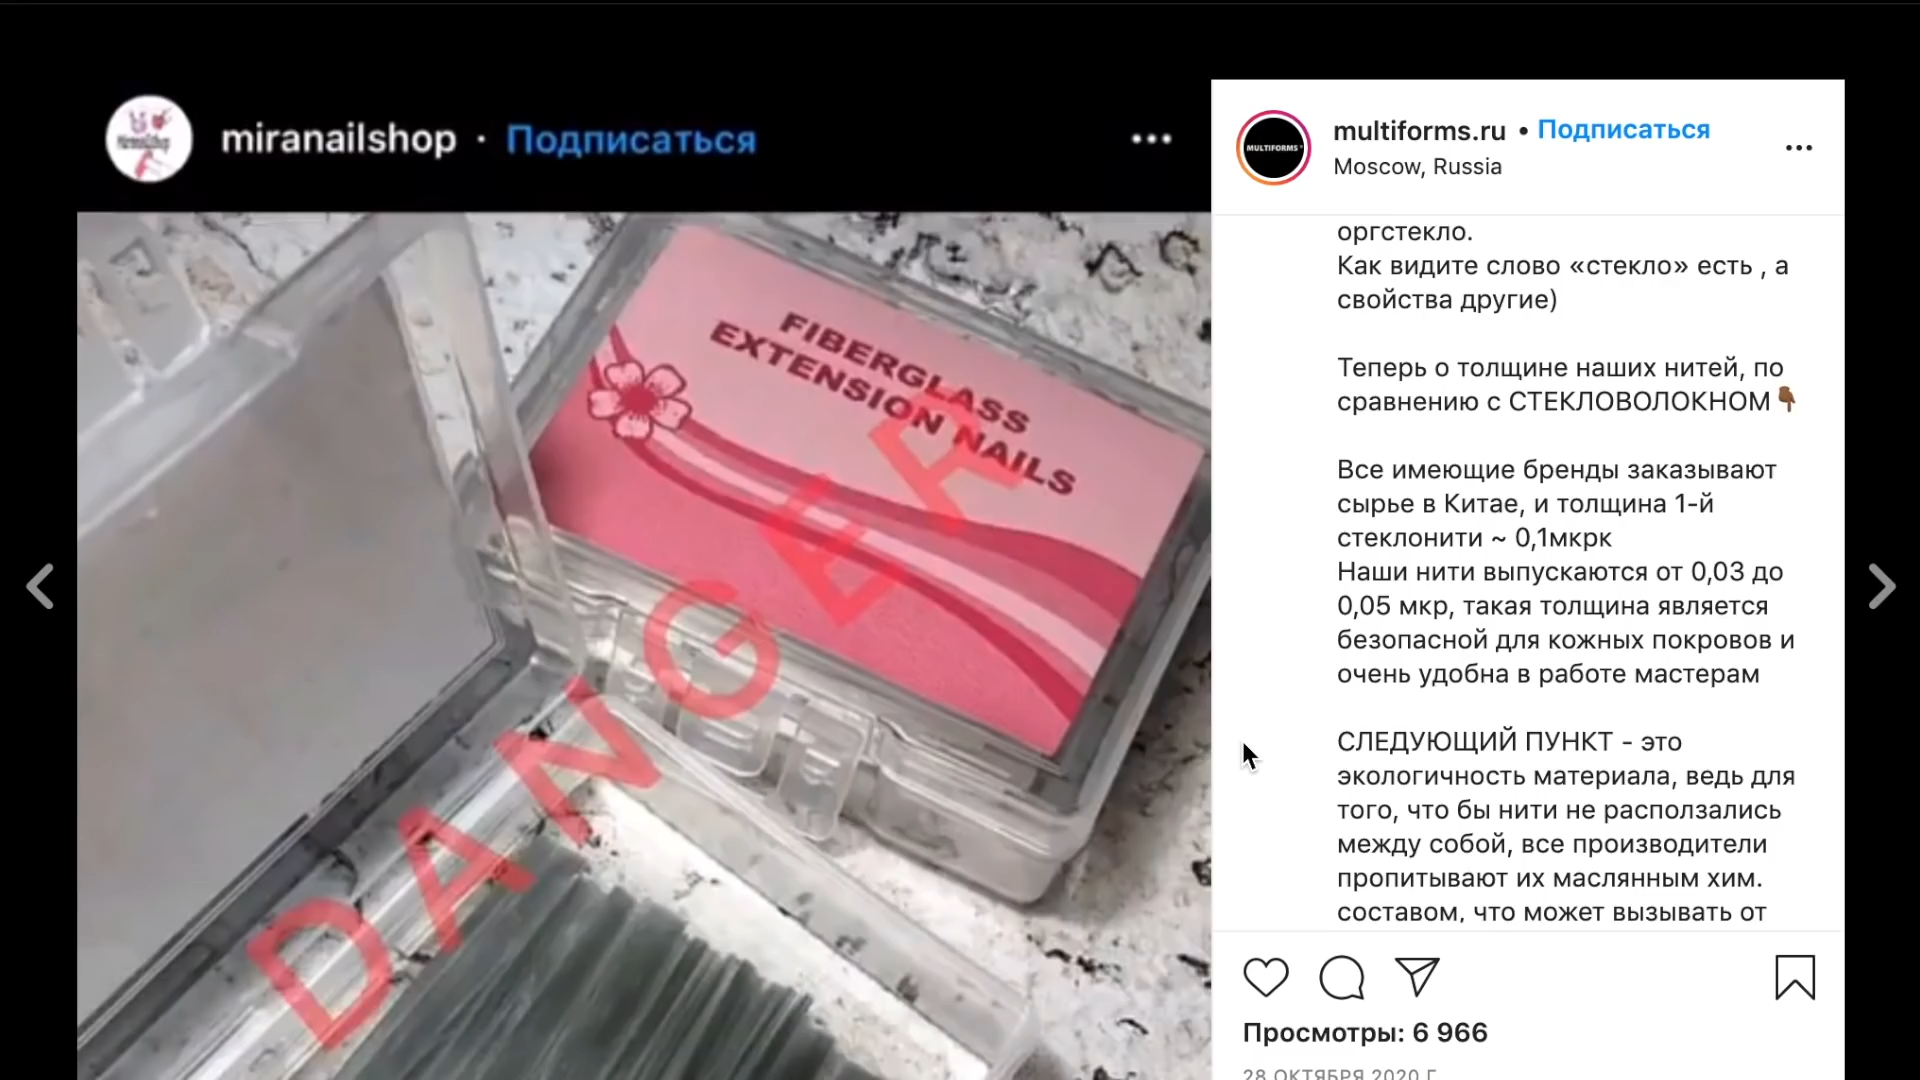 miranailshop · Подписаться
FIBERGLASS
EXTENSION NAILS
DANGER
multiforms.ru • Подписаться
Moscow, Russia
MULTIFORMS
оргстекло.
Как видите слово «стекло» есть , а
свойства другие)
Теперь о толщине наших нитей, по
сравнению с СТЕКЛОВОЛОКНОМ👇🏾
Все имеющие бренды заказывают
сырье в Китае, и толщина 1-й
стеклонити ~ 0,1мкрк
Наши нити выпускаются от 0,03 до
0,05 мкр, такая толщина является
безопасной для кожных покровов и
очень удобна в работе мастерам
СЛЕДУЮЩИЙ ПУНКТ - это
экологичность материала, ведь для
того, что бы нити не расползались
между собой, все производители
пропитывают их маслянным хим.
составом, что может вызывать от
Просмотры: 6 966
28 ОКТЯБРЯ 2020 Г.